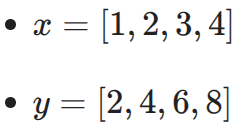 • x = [1, 2, 3, 4]
• y = [2, 4, 6, 8]